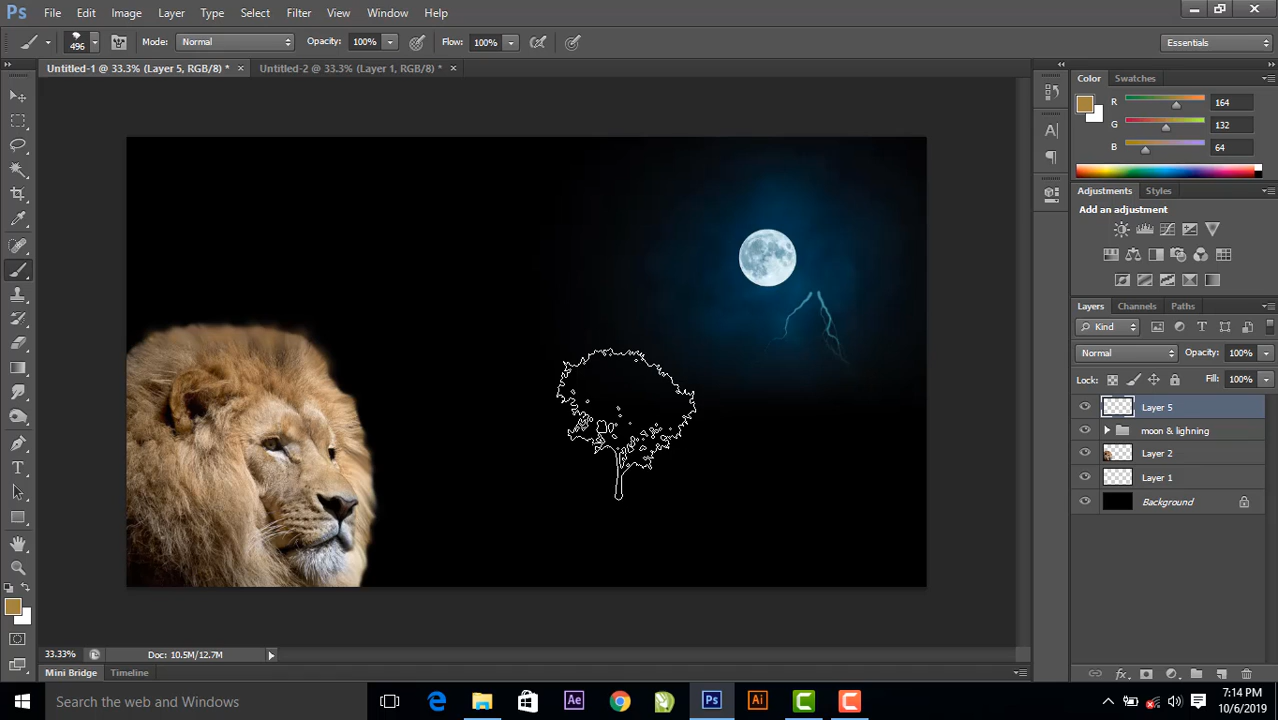 Ps File Edit Image Layer Type Select Filter 3D View Window Help
496 Mode: Normal Opacity: 100% Flow: 100% Essentials
Untitled-1 @ 33.3% (Layer 5, RGB/8) * × Untitled-2 @ 33.3% (Layer 1, RGB/8) * ×
Color Swatches
R 164
G 132
B 64
Adjustments Styles
Add an adjustment
Layers Channels Paths
Kind
Normal Opacity: 100%
Lock: Fill: 100%
Layer 5
moon & lighning
Layer 2
Layer 1
Background
33.33% Doc: 10.5M/12.7M
Mini Bridge Timeline
Search the web and Windows
Ae Ps Ai C C
7:14 PM
10/6/2019